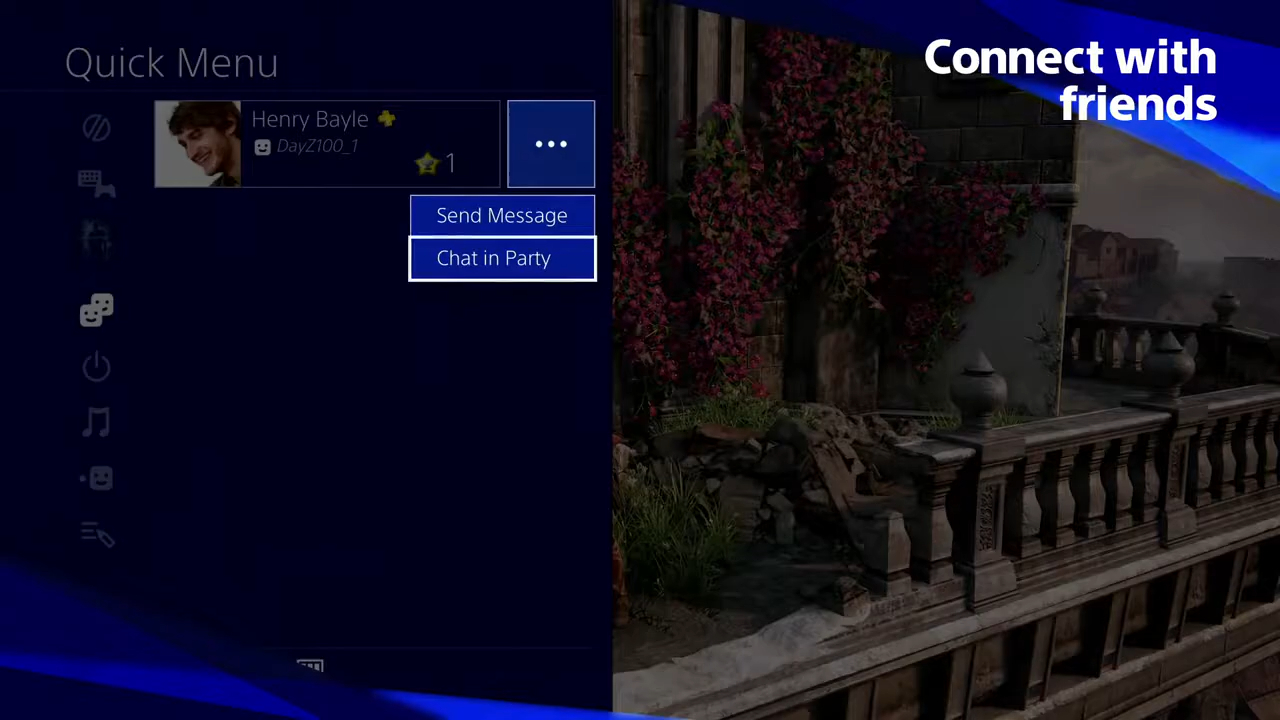 Quick Menu
Connect with
friends
Henry Bayle
DayZ100_1
1
Send Message
Chat in Party